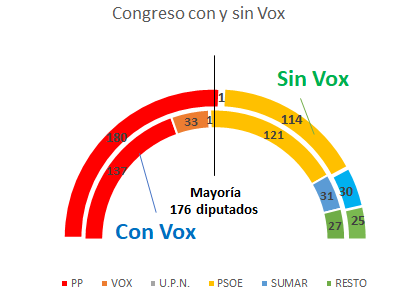 Congreso con y sin Vox
Sin Vox
1
114
33
1
121
180
137
Mayoría
176 diputados
31
30
Con Vox
27
25
PP
VOX
U.P.N.
PSOE
SUMAR
RESTO